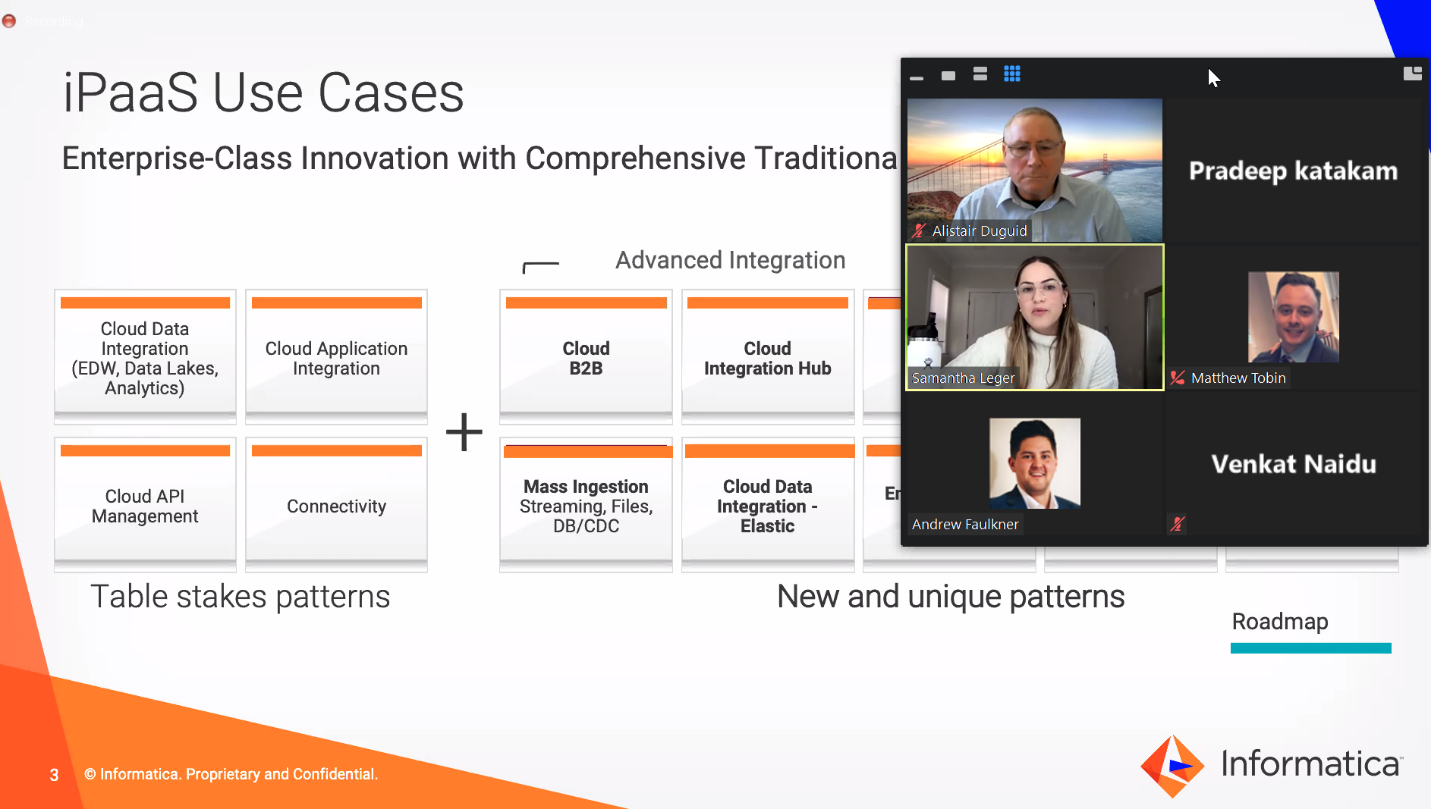 Recording
iPaaS Use Cases
Enterprise-Class Innovation with Comprehensive Traditiona
Advanced Integration
Cloud Data
Integration
(EDW, Data Lakes,
Analytics)
Cloud Application
Integration
Cloud
B2B
Cloud
Integration Hub
Cloud API
Management
Connectivity
Mass Ingestion
Streaming, Files,
DB/CDC
Cloud Data
Integration -
Elastic
En
+
Table stakes patterns
New and unique patterns
Roadmap
Alistair Duguid
Pradeep katakam
Samantha Leger
Matthew Tobin
Andrew Faulkner
Venkat Naidu
3
© Informatica. Proprietary and Confidential.
Informatica™